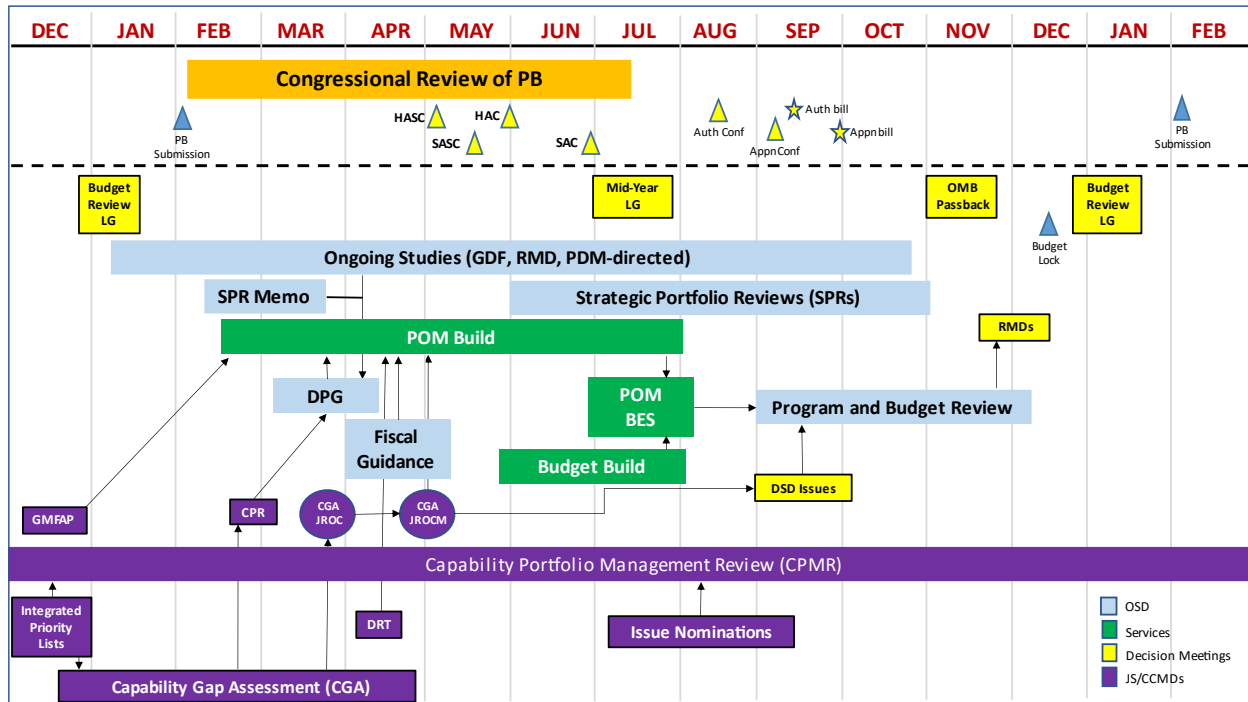 DEC JAN FEB MAR APR MAY JUN JUL AUG SEP OCT NOV DEC JAN FEB
Congressional Review of PB
PB
Submission
HASC
SASC
HAC
SAC
Auth Conf
Auth bill
AppnConf
Appnbill
PB
Submission
Budget
Review
LG
Mid-Year
LG
OMB
Passback
Budget
Review
LG
Budget
Lock
Ongoing Studies (GDF, RMD, PDM-directed)
SPR Memo
Strategic Portfolio Reviews (SPRs)
POM Build
RMDs
DPG
POM
BES
Program and Budget Review
Fiscal
Guidance
Budget Build
DSD Issues
GMFAP
CPR
CGA
JROC
CGA
JROCM
Capability Portfolio Management Review (CPMR)
Integrated
Priority
Lists
DRT
Issue Nominations
Capability Gap Assessment (CGA)
OSD
Services
Decision Meetings
JS/CCMDs